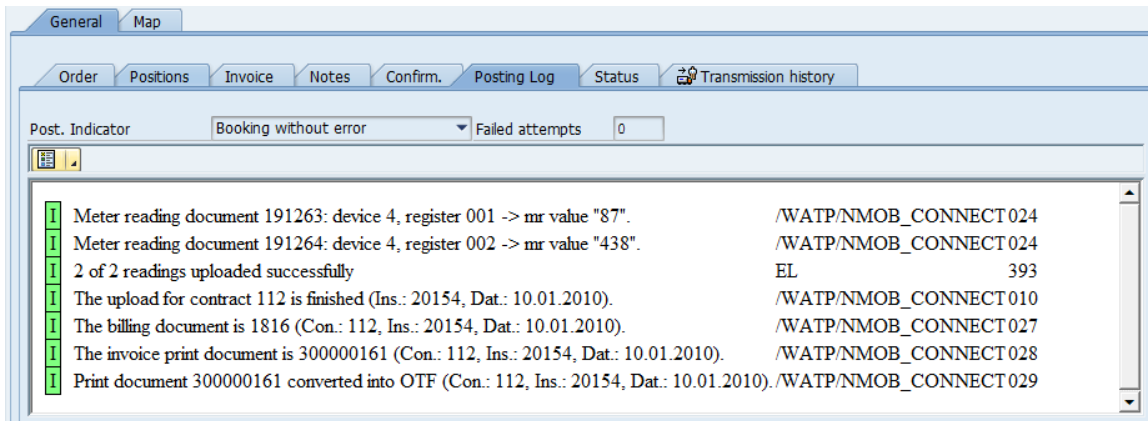 General Map
Order Positions Invoice Notes Confirm. Posting Log Status Transmission history
Post. Indicator Booking without error Failed attempts 0
I Meter reading document 191263: device 4, register 001 -> mr value "87". /WATP/NMOB_CONNECT 024
I Meter reading document 191264: device 4, register 002 -> mr value "438". /WATP/NMOB_CONNECT 024
I 2 of 2 readings uploaded successfully EL 393
I The upload for contract 112 is finished (Ins.: 20154, Dat.: 10.01.2010). /WATP/NMOB_CONNECT 010
I The billing document is 1816 (Con.: 112, Ins.: 20154, Dat.: 10.01.2010). /WATP/NMOB_CONNECT 027
I The invoice print document is 300000161 (Con.: 112, Ins.: 20154, Dat.: 10.01.2010). /WATP/NMOB_CONNECT 028
I Print document 300000161 converted into OTF (Con.: 112, Ins.: 20154, Dat.: 10.01.2010). /WATP/NMOB_CONNECT 029